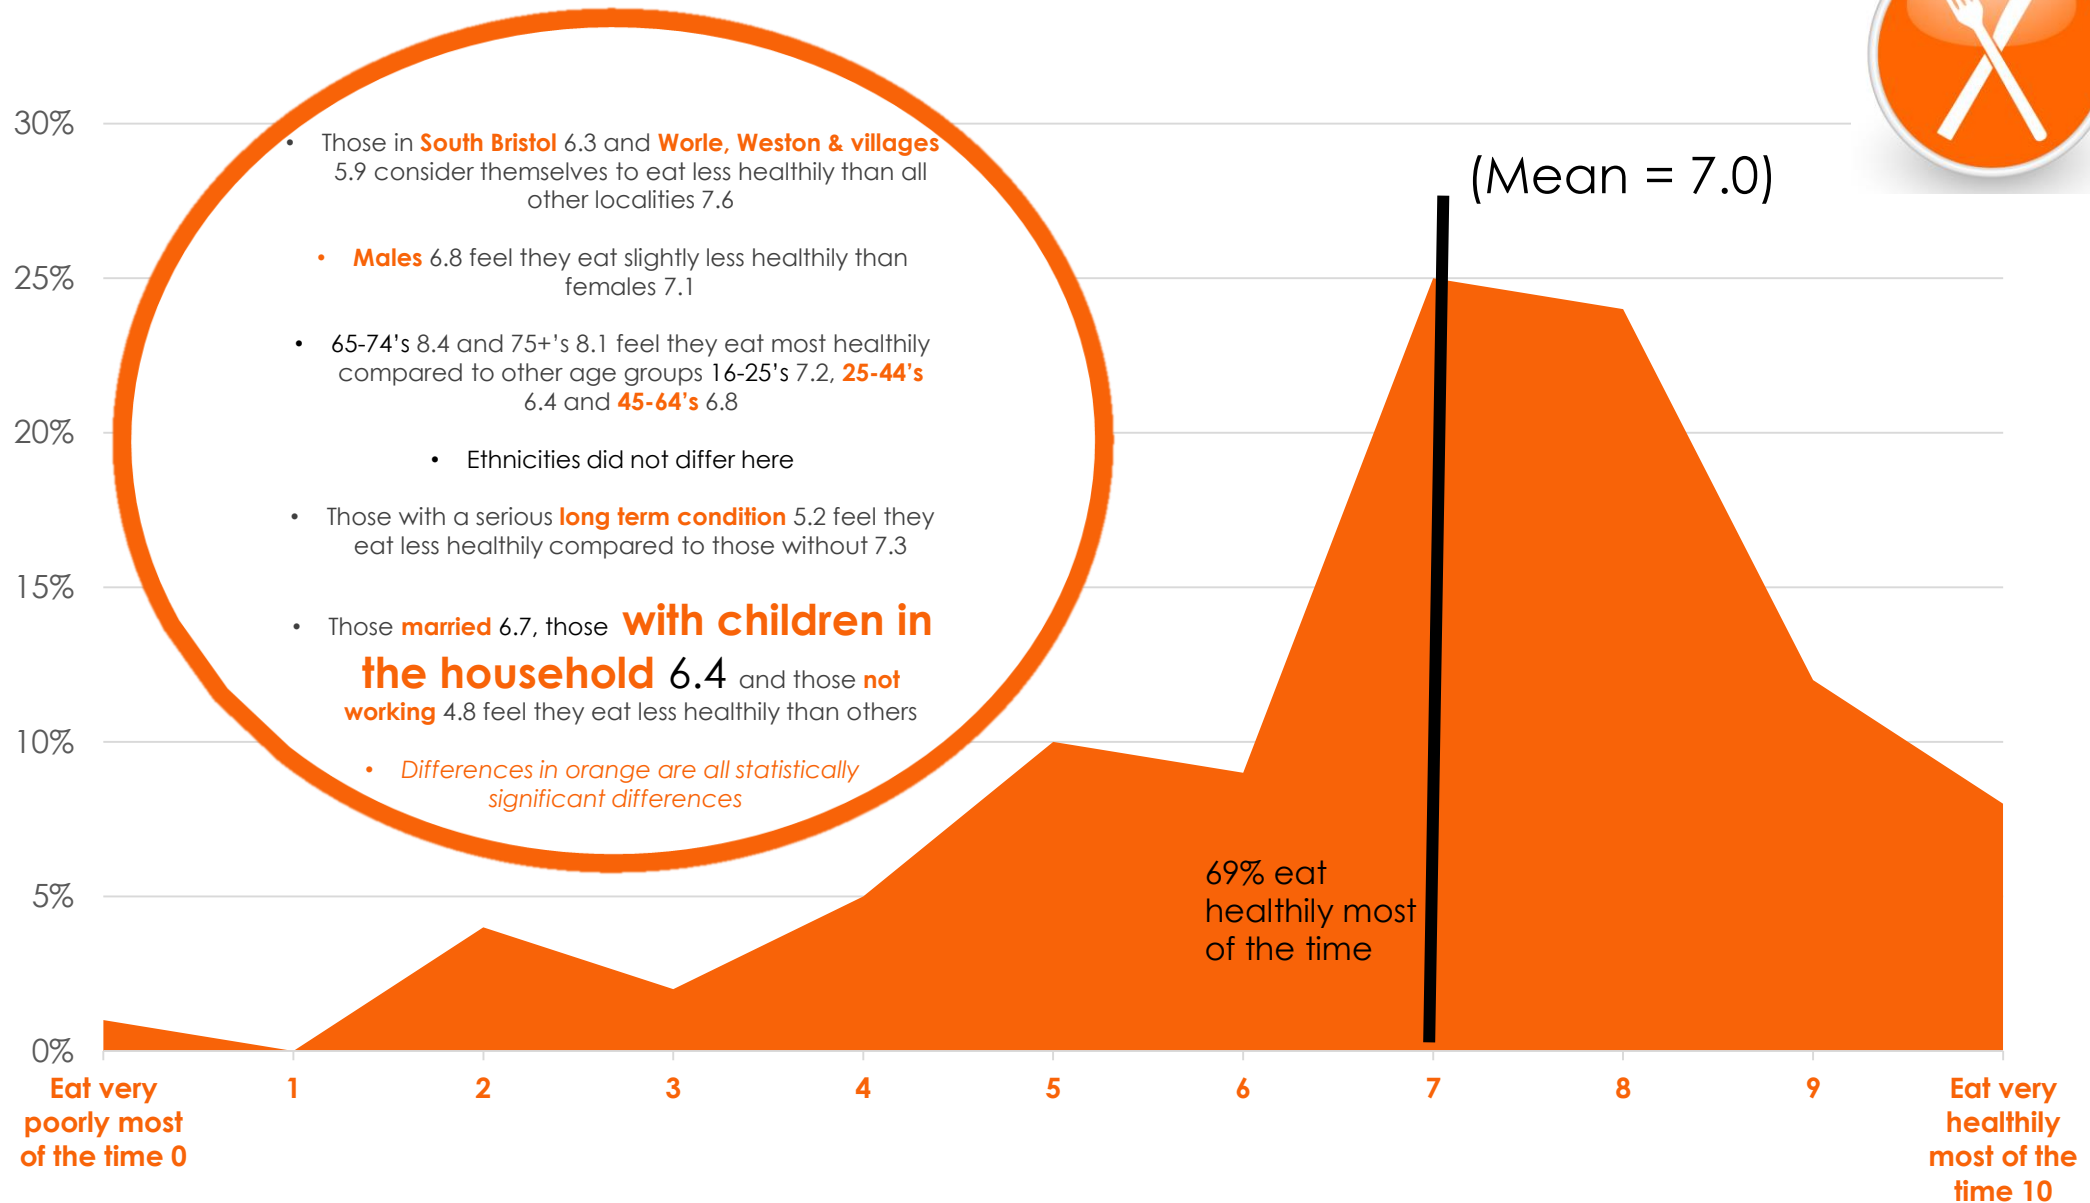 30%
25%
20%
15%
10%
5%
0%
• Those in South Bristol 6.3 and Worle, Weston & villages
5.9 consider themselves to eat less healthily than all
other localities 7.6
• Males 6.8 feel they eat slightly less healthily than
females 7.1
• 65-74's 8.4 and 75+'s 8.1 feel they eat most healthily
compared to other age groups 16-25's 7.2, 25-44's
6.4 and 45-64's 6.8
• Ethnicities did not differ here
• Those with a serious long term condition 5.2 feel they
eat less healthily compared to those without 7.3
• Those married 6.7, those with children in
the household 6.4 and those not
working 4.8 feel they eat less healthily than others
• Differences in orange are all statistically
significant differences
(Mean = 7.0)
69% eat
healthily most
of the time
Eat very
poorly most
of the time 0
1
2
3
4
5
6
7
8
9
Eat very
healthily
most of the
time 10